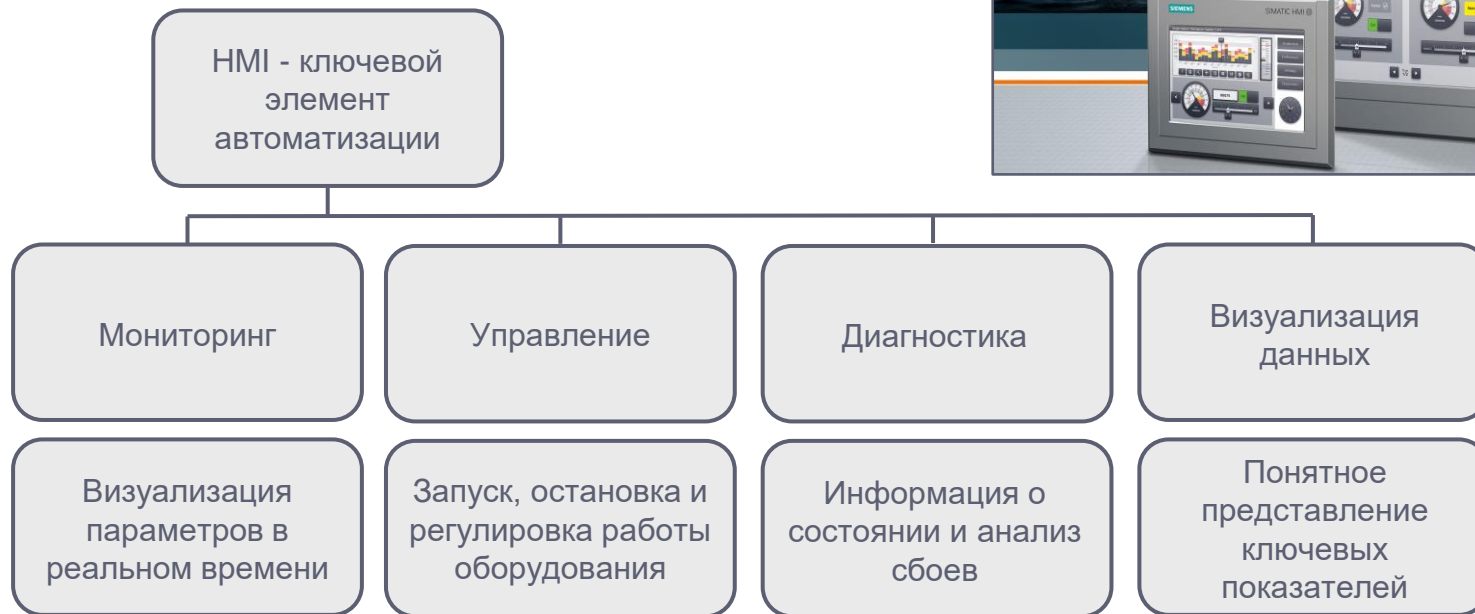 HMI - ключевой
элемент
автоматизации
SIEMENS
SIMATIC HMI
Мониторинг
Управление
Диагностика
Визуализация
данных
Визуализация
параметров в
реальном времени
Запуск, остановка и
регулировка работы
оборудования
Информация о
состоянии и анализ
сбоев
Понятное
представление
ключевых
показателей